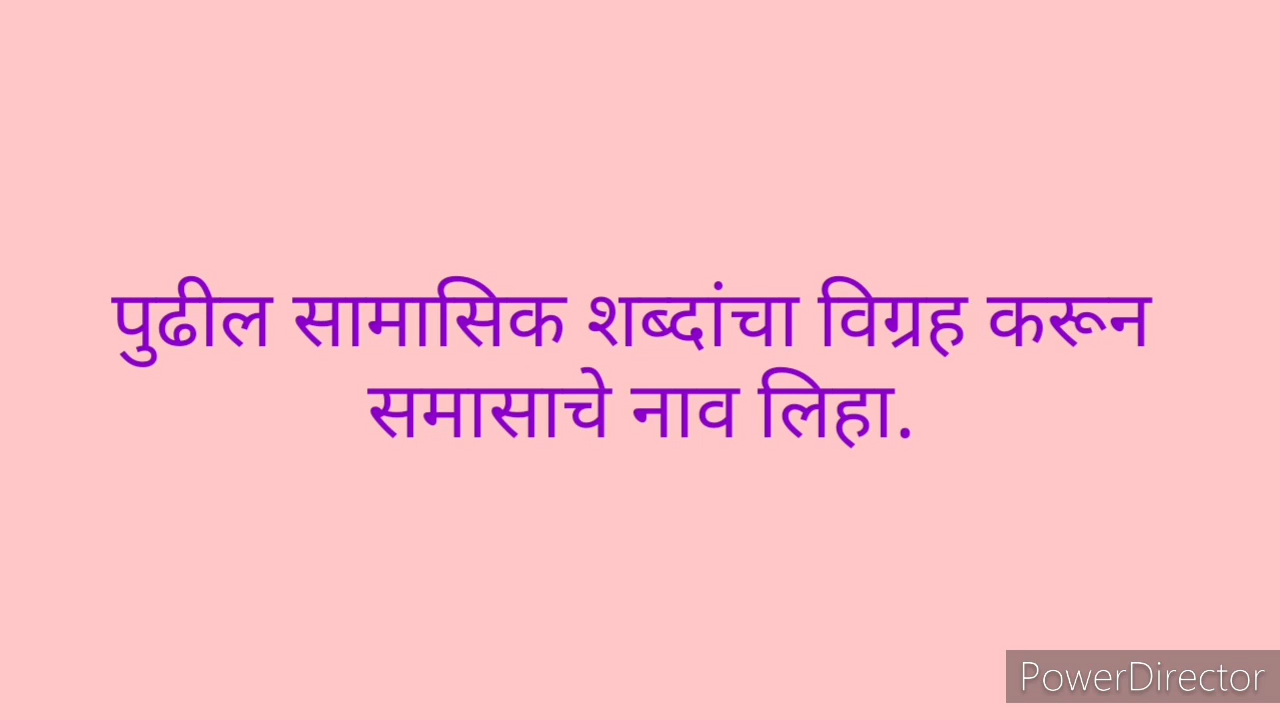 पुढील सामासिक शब्दांचा विग्रह करून
समासाचे नाव लिहा.
PowerDirector